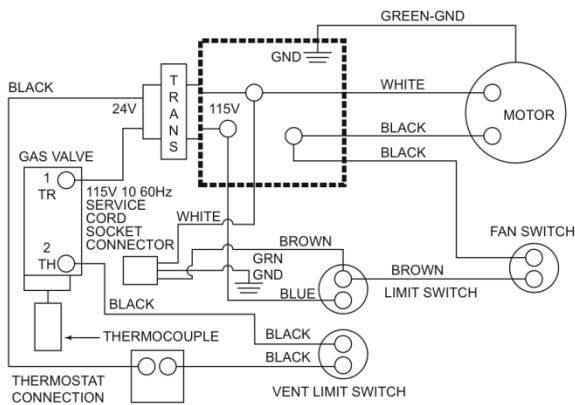 GREEN-GND
GND
BLACK
24V
TRANS
115V
WHITE
MOTOR
BLACK
BLACK
GAS VALVE
1
TR
115V 10 60Hz
SERVICE
CORD
SOCKET
CONNECTOR
WHITE
2
TH
BROWN
GRN
GND
FAN SWITCH
BROWN
BLUE
LIMIT SWITCH
BLACK
THERMOCOUPLE
BLACK
BLACK
THERMOSTAT
CONNECTION
VENT LIMIT SWITCH